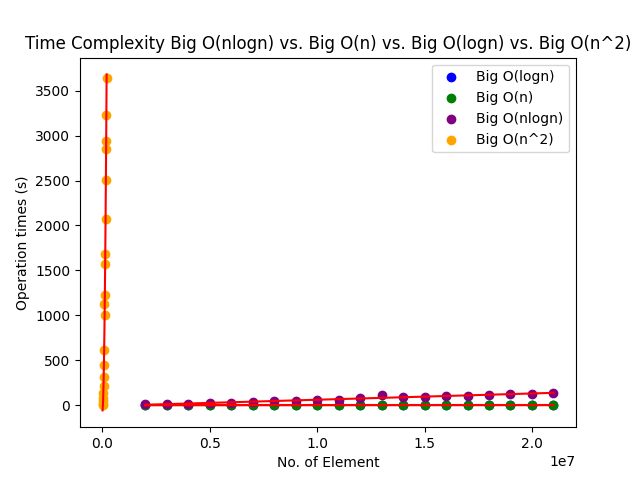 Time Complexity Big O(nlogn) vs. Big O(n) vs. Big O(logn) vs. Big O(n^2)
Big O(logn)
Big O(n)
Big O(nlogn)
Big O(n^2)
Operation times (s)
3500
3000
2500
2000
1500
1000
500
0
0.0
0.5
1.0
1.5
2.0
1e7
No. of Element